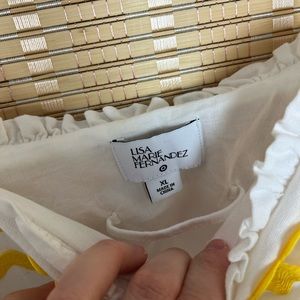 LISA
MARIE
FERNANDEZ
XL
MADE IN
CHINA